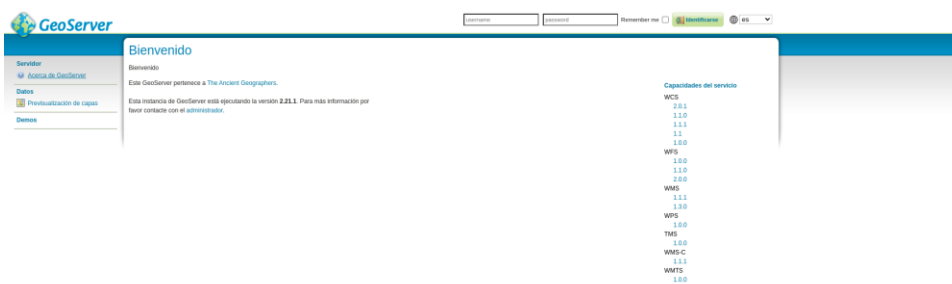 GeoServer
username
password
Remember me
Identificarse
es
Servidor
Acerca de GeoServer
Datos
Previsualización de capas
Demos
Bienvenido
Bienvenido
Este GeoServer pertenece a The Ancient Geographers.
Esta instancia de GeoServer está ejecutando la versión 2.21.1. Para más información por
favor contacte con el administrador.
Capacidades del servicio
WCS
2.0.1
1.1.0
1.1.1
1.1
1.0.0
WFS
1.0.0
1.1.0
2.0.0
WMS
1.1.1
1.3.0
WPS
1.0.0
TMS
1.0.0
WMS-C
1.1.1
WMTS
1.0.0